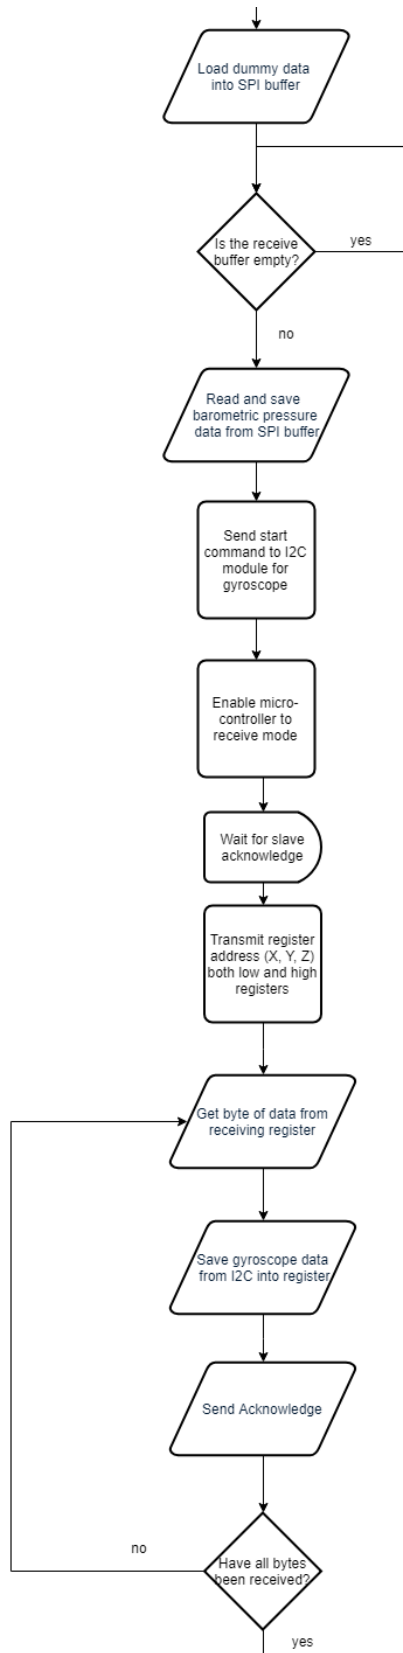 Load dummy data
into SPI buffer
Is the receive
buffer empty?
yes
no
Read and save
barometric pressure
data from SPI buffer
Send start
command to I2C
module for
gyroscope
Enable micro-
controller to
receive mode
Wait for slave
acknowledge
Transmit register
address (X, Y, Z)
both low and high
registers
Get byte of data from
receiving register
Save gyroscope data
from I2C into register
Send Acknowledge
no
Have all bytes
been received?
yes